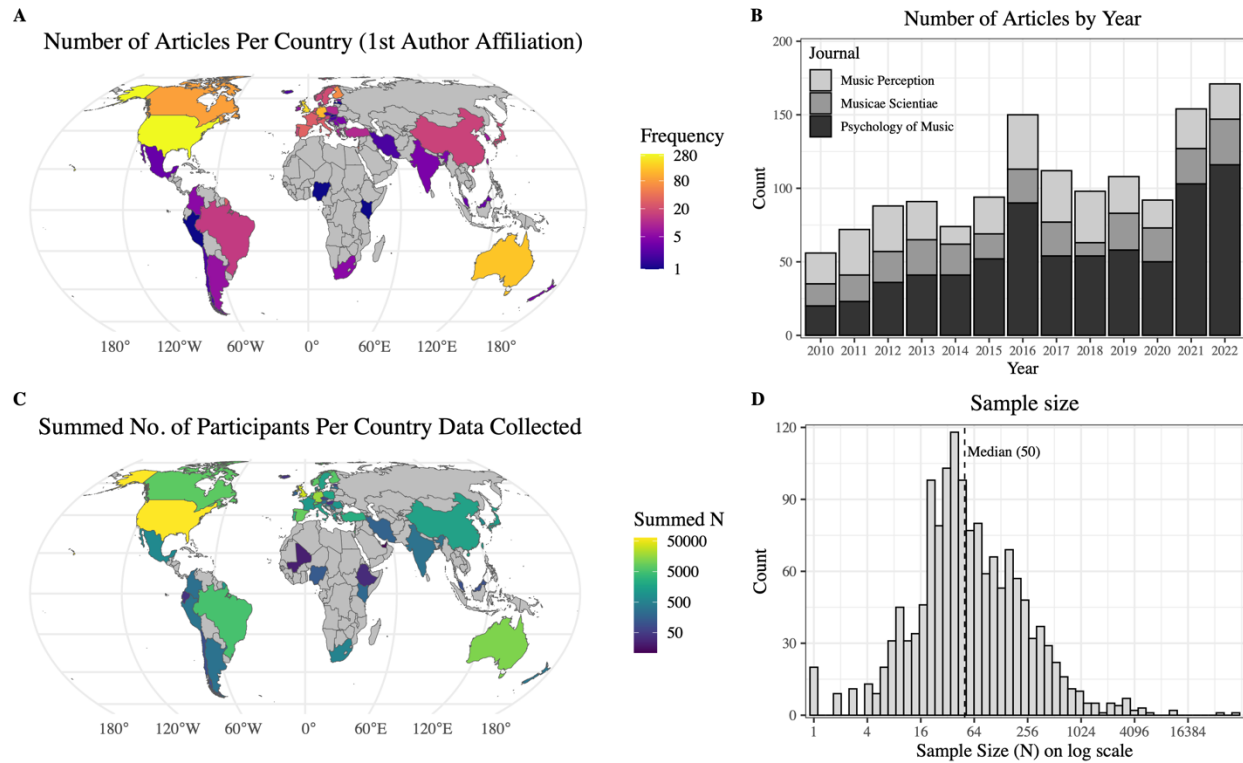 A
Number of Articles Per Country (1st Author Affiliation)
Frequency
280
80
20
5
1
180° 120°W 60°W 0° 60°E 120°E 180°
B
Number of Articles by Year
Journal
Music Perception
Musicae Scientiae
Psychology of Music
200
150
100
50
0
Count
2010 2011 2012 2013 2014 2015 2016 2017 2018 2019 2020 2021 2022
Year
C
Summed No. of Participants Per Country Data Collected
Summed N
50000
5000
500
50
180° 120°W 60°W 0° 60°E 120°E 180°
D
Sample size
Median (50)
120
90
60
30
0
Count
1 4 16 64 256 1024 4096 16384
Sample Size (N) on log scale